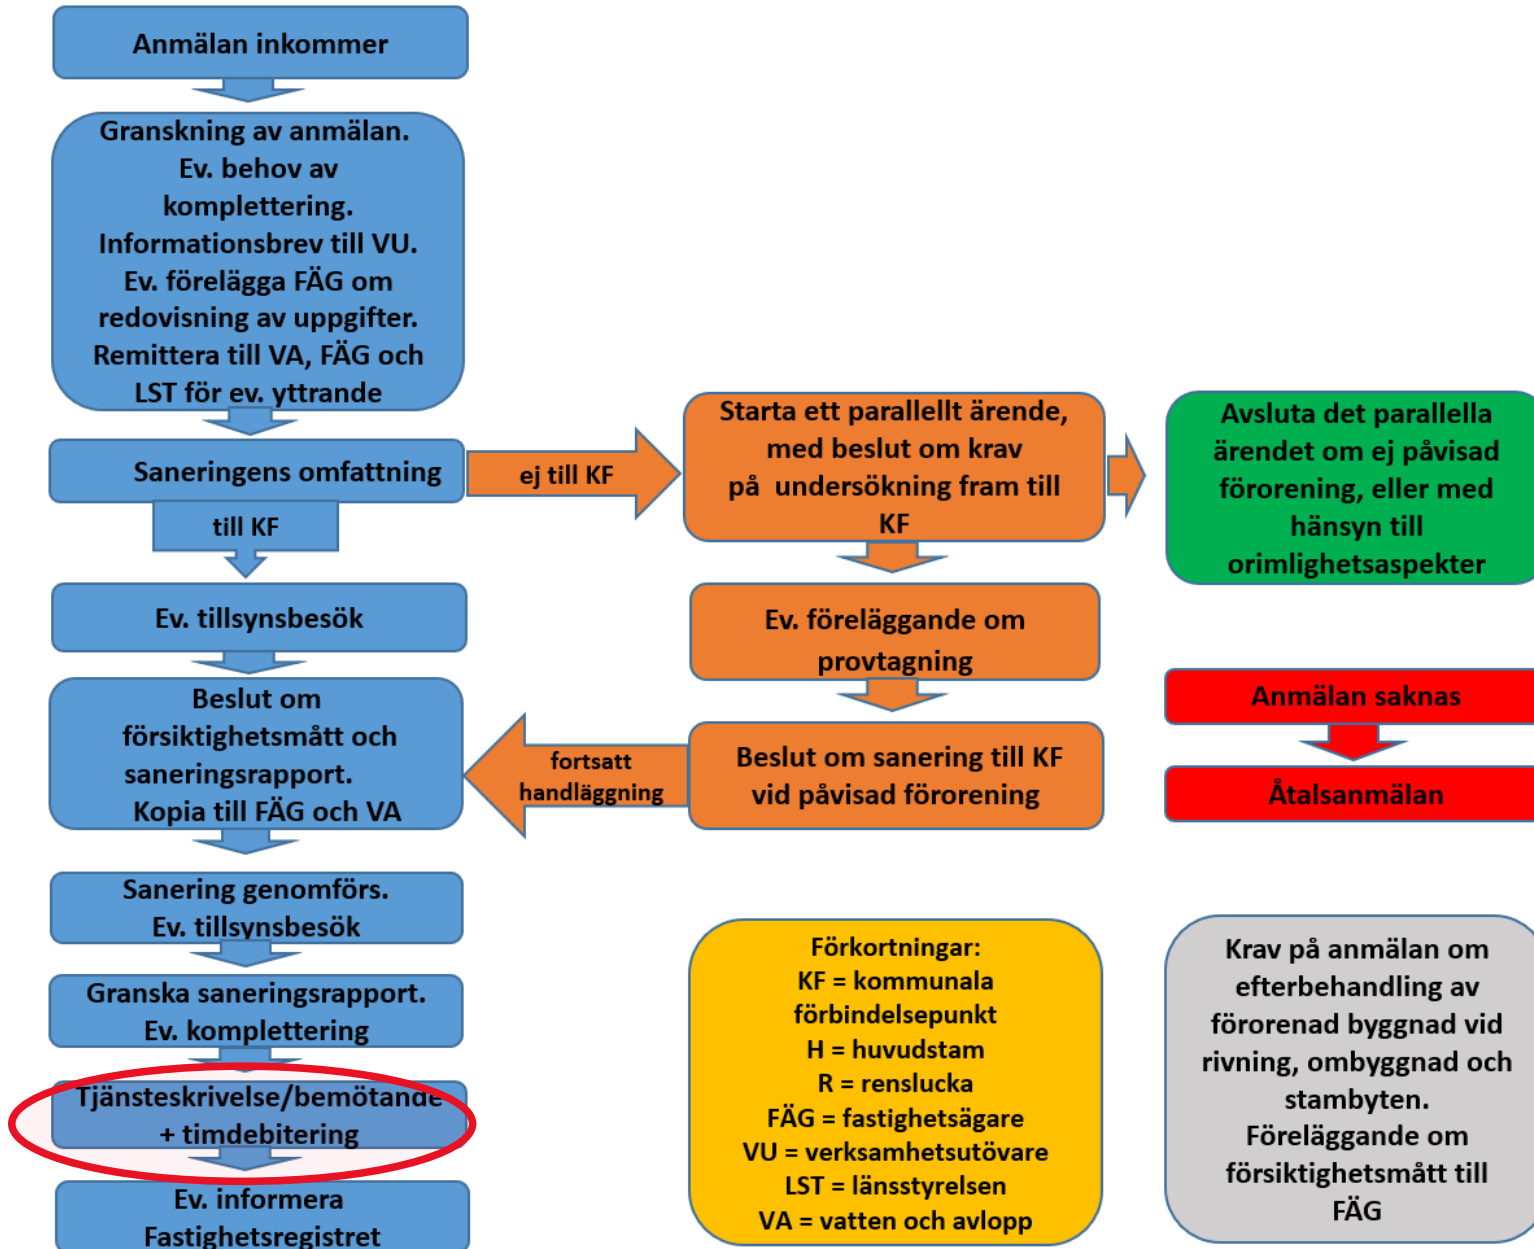 Anmälan inkommer
Granskning av anmälan.
Ev. behov av
komplettering.
Informationsbrev till VU.
Ev. förelägga FÄG om
redovisning av uppgifter.
Remittera till VA, FÄG och
LST för ev. yttrande
Saneringens omfattning
till KF
Ev. tillsynsbesök
Beslut om
försiktighetsmått och
saneringsrapport.
Kopia till FÄG och VA
Sanering genomförs.
Ev. tillsynsbesök
Granska saneringsrapport.
Ev. komplettering
Tjänsteskrivelse/bemötande
+ timdebitering
Ev. informera
Fastighetsregistret
ej till KF
Starta ett parallellt ärende,
med beslut om krav
på undersökning fram till
KF
Ev. föreläggande om
provtagning
Beslut om sanering till KF
vid påvisad förorening
fortsatt
handläggning
Avsluta det parallella
ärendet om ej påvisad
förorening, eller med
hänsyn till
orimlighetsaspekter
Anmälan saknas
Åtalsanmälan
Förkortningar:
KF = kommunala
förbindelsepunkt
H = huvudstam
R = renslucka
FÄG = fastighetsägare
VU = verksamhetsutövare
LST = länsstyrelsen
VA = vatten och avlopp
Krav på anmälan om
efterbehandling av
förorenad byggnad vid
rivning, ombyggnad och
stambyten.
Föreläggande om
försiktighetsmått till
FÄG